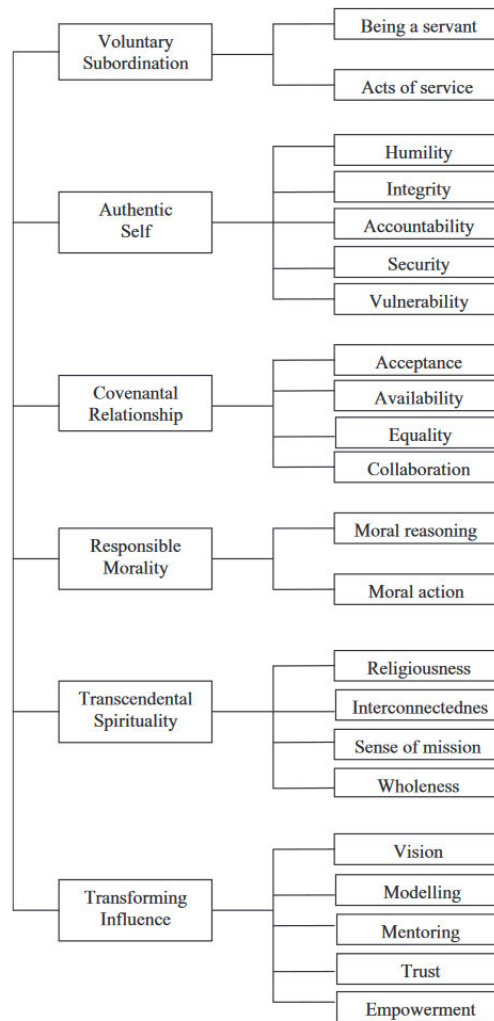 Voluntary
Subordination
Being a servant
Acts of service
Authentic
Self
Humility
Integrity
Accountability
Security
Vulnerability
Covenantal
Relationship
Acceptance
Availability
Equality
Collaboration
Responsible
Morality
Moral reasoning
Moral action
Transcendental
Spirituality
Religiousness
Interconnectednes
Sense of mission
Wholeness
Transforming
Influence
Vision
Modelling
Mentoring
Trust
Empowerment